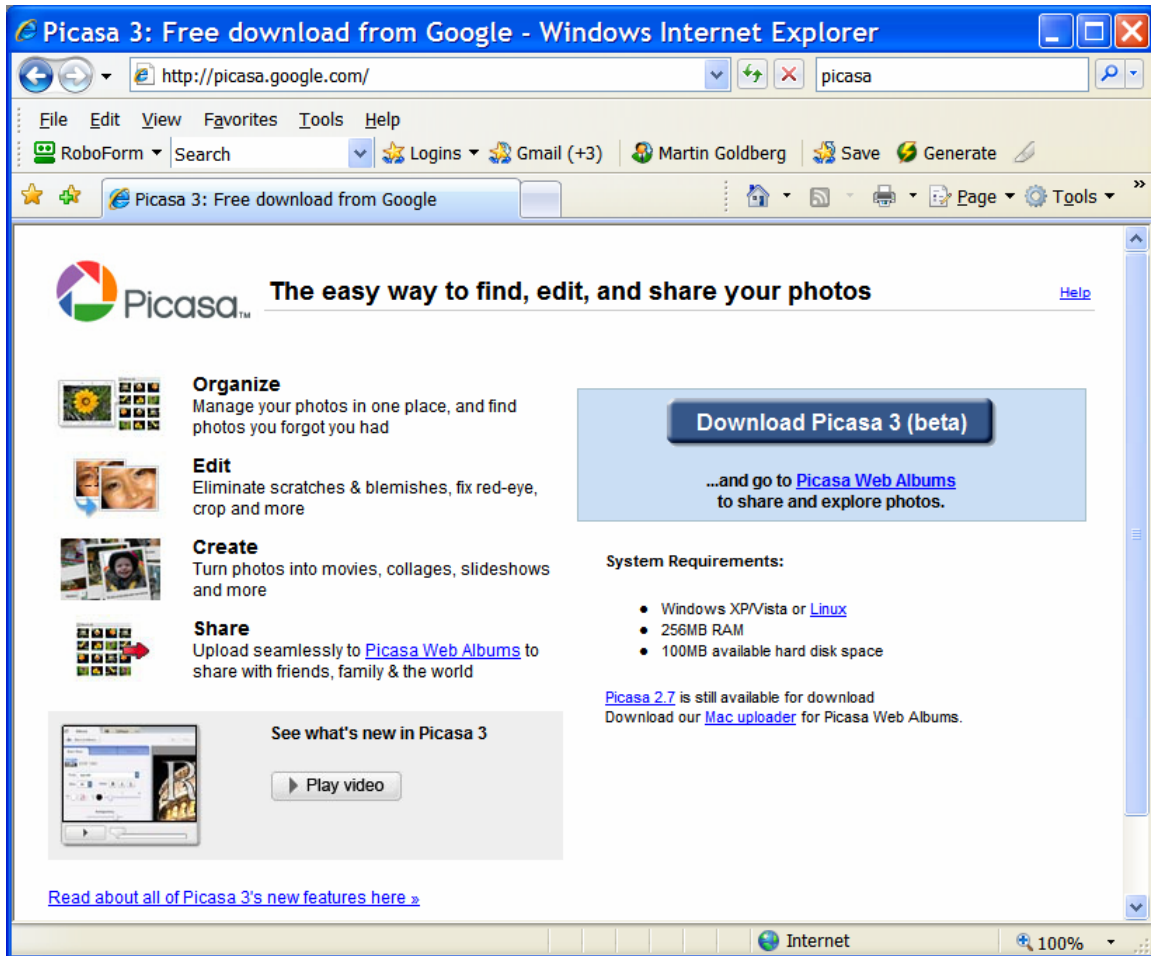 Picasa 3: Free download from Google - Windows Internet Explorer
http://picasa.google.com/
picasa
File Edit View Favorites Tools Help
RoboForm Search Logins Gmail (+3) Martin Goldberg Save Generate
Picasa 3: Free download from Google
Page Tools »
Picasa™
The easy way to find, edit, and share your photos
Help
Organize
Manage your photos in one place, and find
photos you forgot you had
Edit
Eliminate scratches & blemishes, fix red-eye,
crop and more
Create
Turn photos into movies, collages, slideshows
and more
Share
Upload seamlessly to Picasa Web Albums to
share with friends, family & the world
See what's new in Picasa 3
Play video
Read about all of Picasa 3's new features here »
Download Picasa 3 (beta)
...and go to Picasa Web Albums
to share and explore photos.
System Requirements:
Windows XP/Vista or Linux
256MB RAM
100MB available hard disk space
Picasa 2.7 is still available for download
Download our Mac uploader for Picasa Web Albums.
Internet
100%